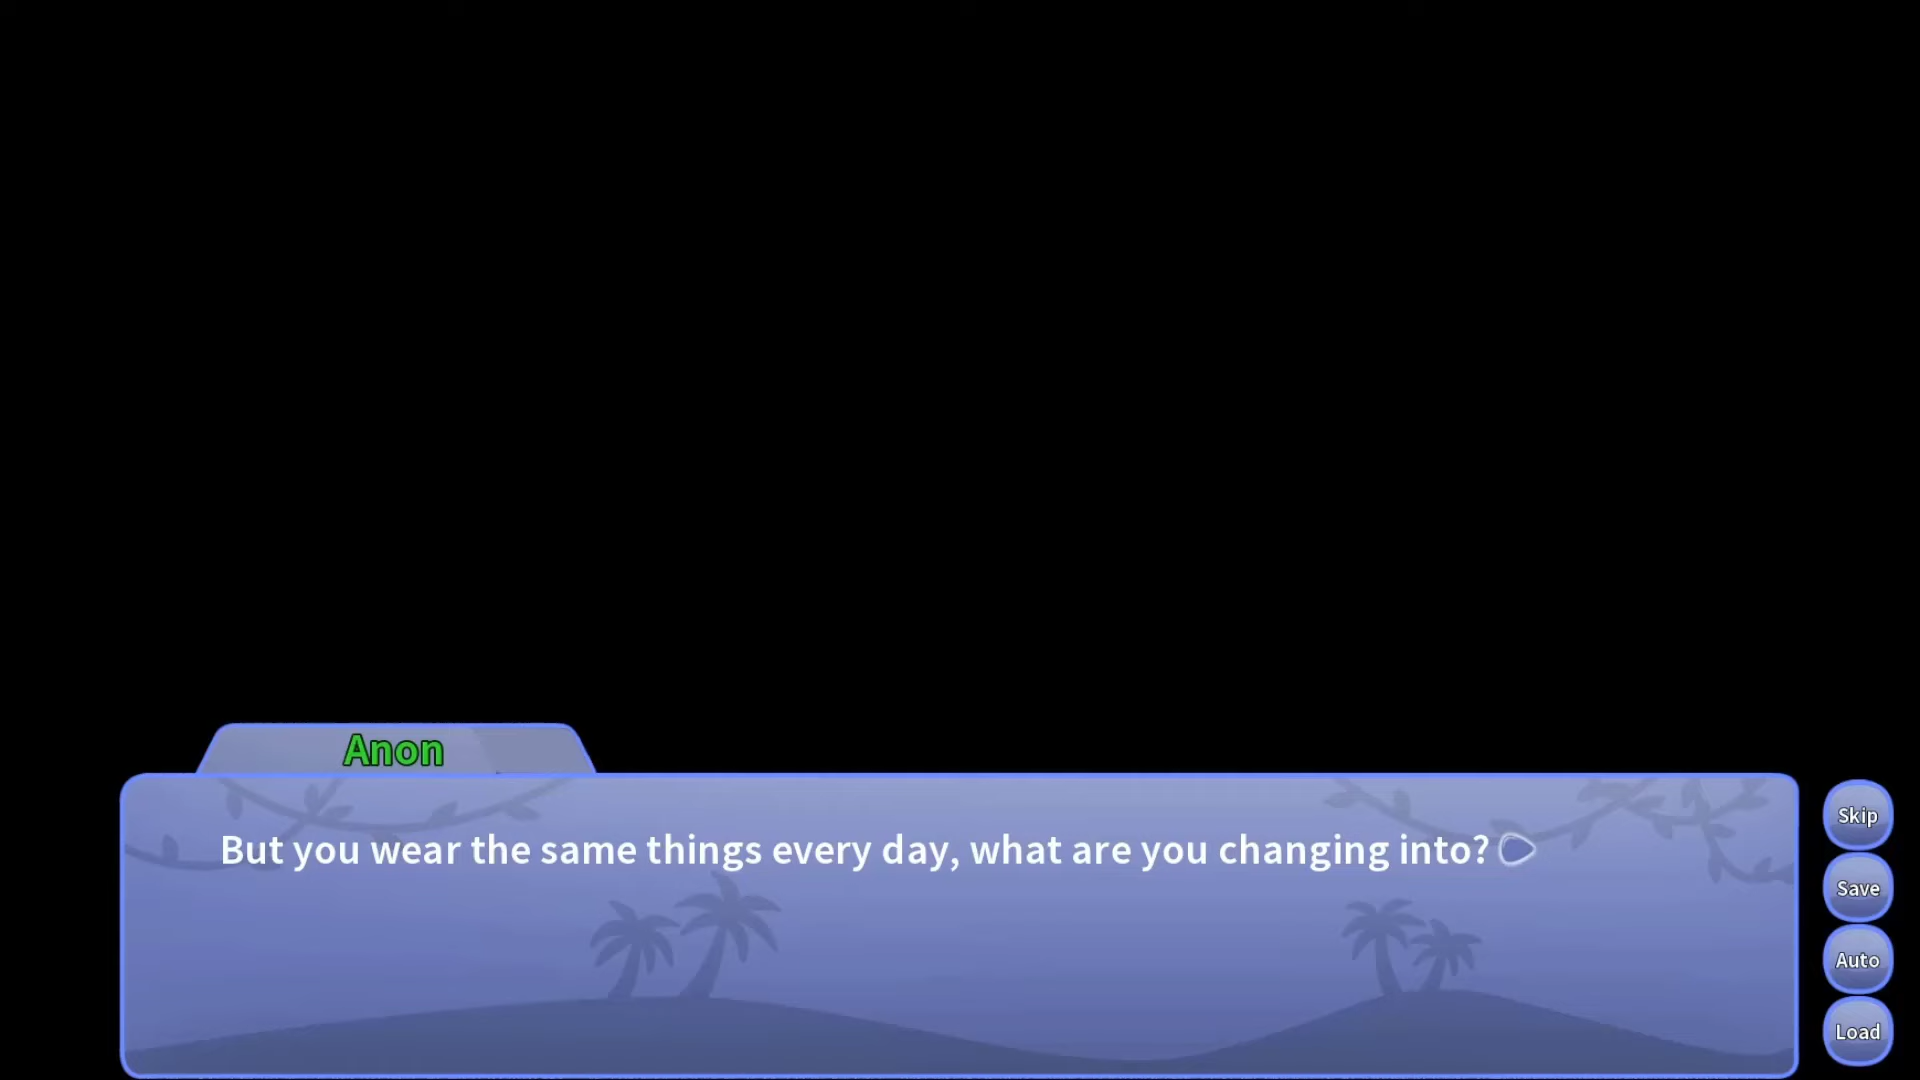 Anon
But you wear the same things every day, what are you changing into?
Skip
Save
Auto
Load